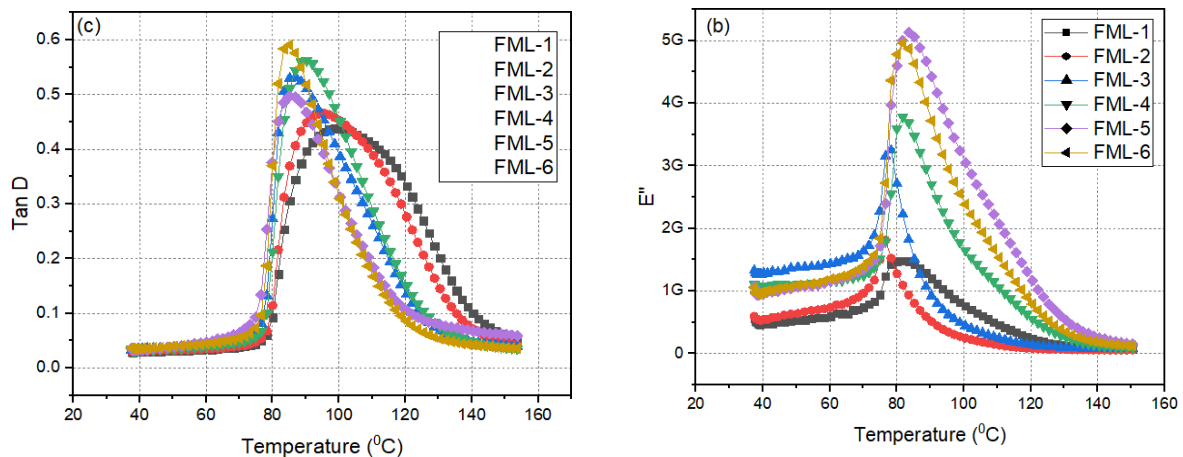 (c)
0.6
0.5
0.4
0.3
0.2
0.1
0.0
Tan D
20 40 60 80 100 120 140 160
Temperature (⁰C)
FML-1
FML-2
FML-3
FML-4
FML-5
FML-6
(b)
5G
4G
3G
2G
1G
0
E"
20 40 60 80 100 120 140 160
Temperature (⁰C)
FML-1
FML-2
FML-3
FML-4
FML-5
FML-6